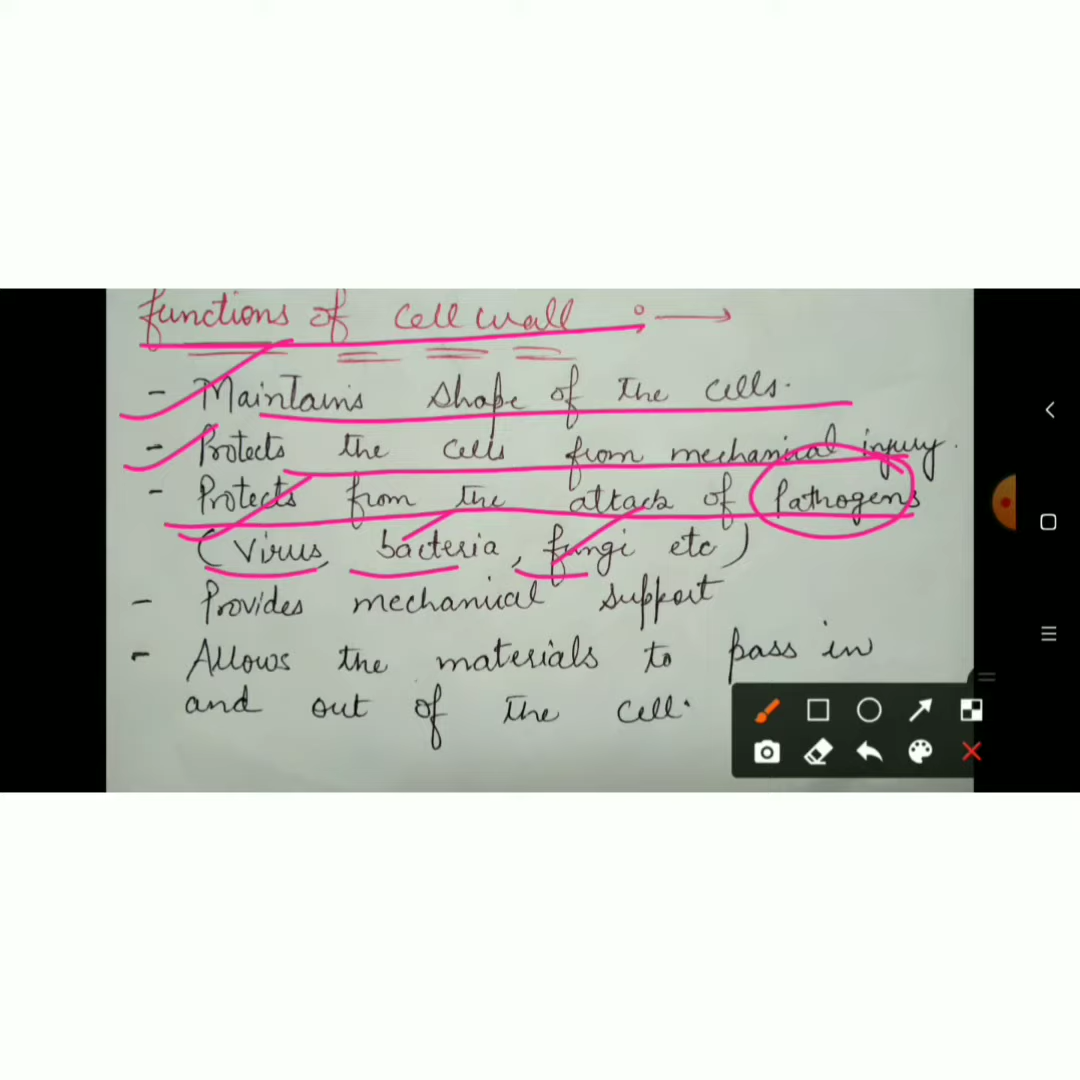 functions of cell wall :→
- Maintains shape of the cells.
- Protects the cells from mechanical injury.
- Protects from the attack of Pathogens
(Virus, bacteria, fungi etc)
- Provides mechanical support
- Allows the materials to pass in
and out of the cell.